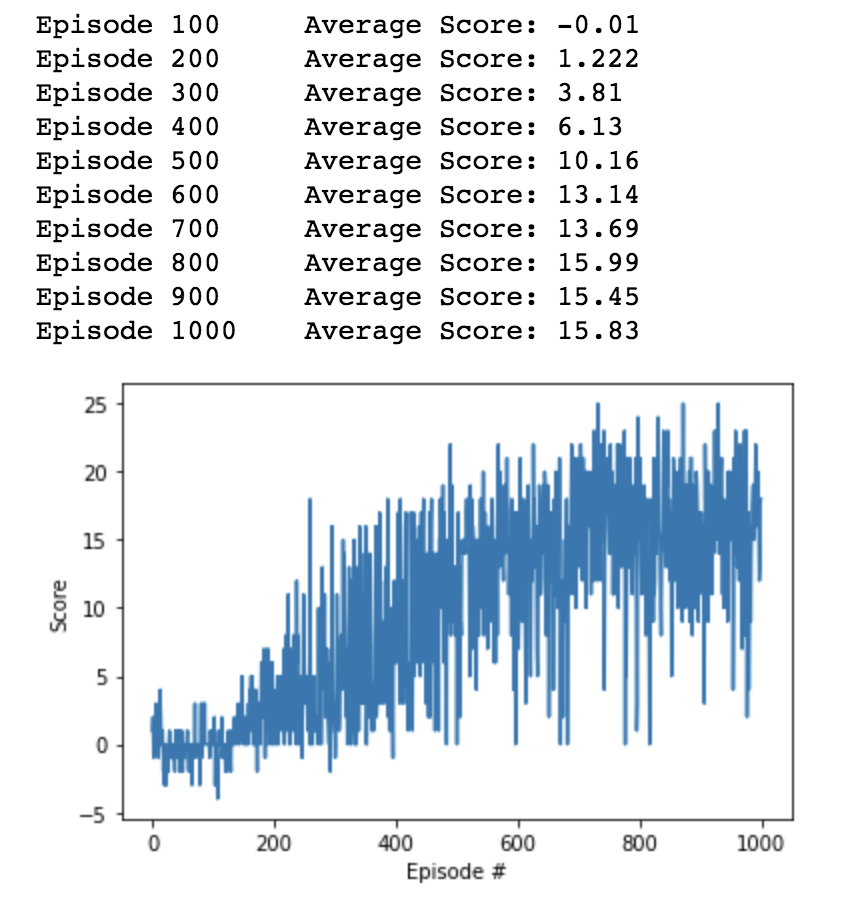 Episode 100 Average Score: -0.01
Episode 200 Average Score: 1.222
Episode 300 Average Score: 3.81
Episode 400 Average Score: 6.13
Episode 500 Average Score: 10.16
Episode 600 Average Score: 13.14
Episode 700 Average Score: 13.69
Episode 800 Average Score: 15.99
Episode 900 Average Score: 15.45
Episode 1000 Average Score: 15.83
25
20
15
10
5
0
−5
Score
0 200 400 600 800 1000
Episode #